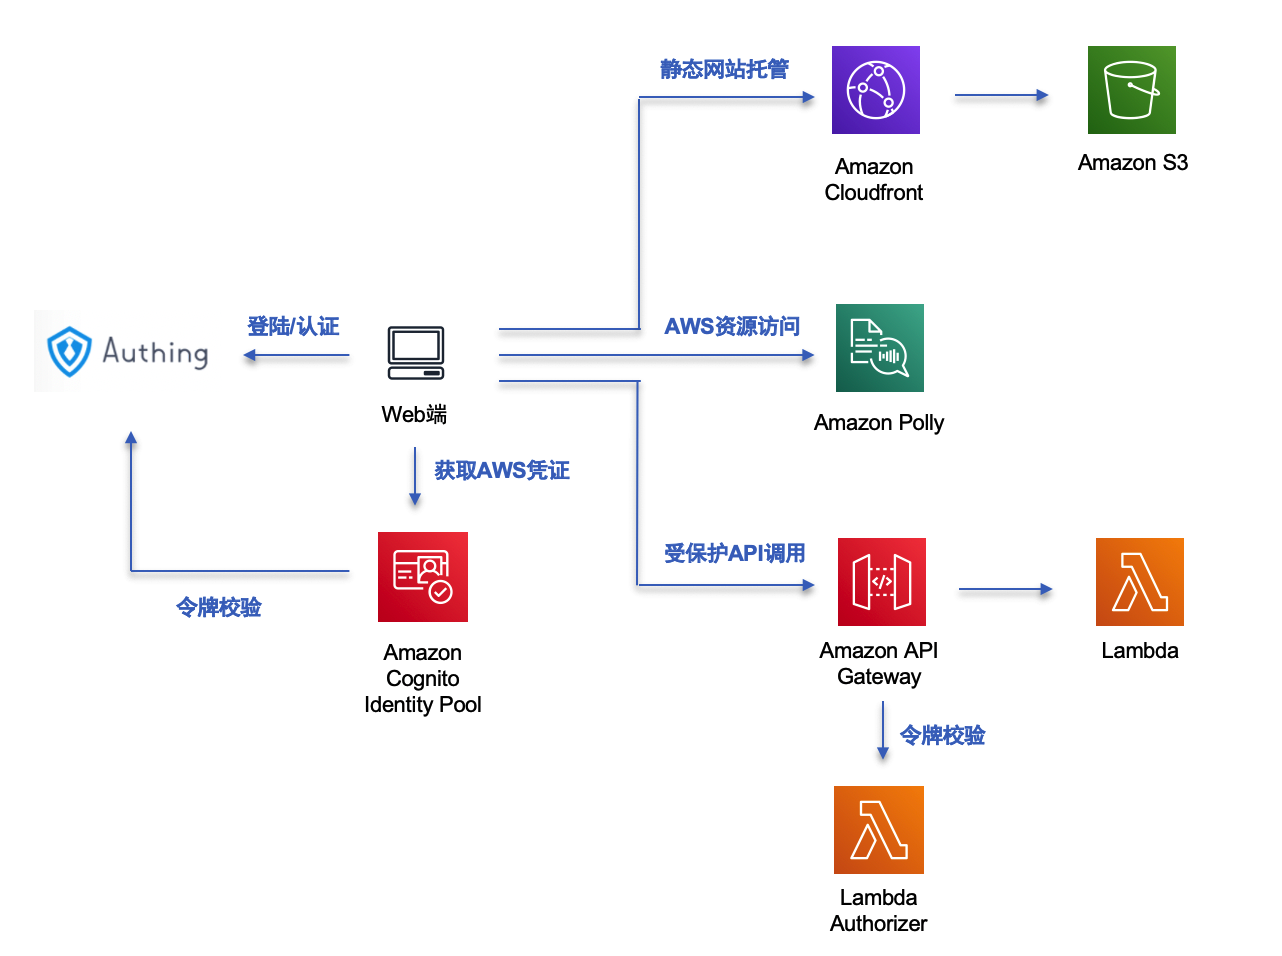 静态网站托管
Amazon
Cloudfront
Amazon S3
Authing
登陆/认证
Web端
AWS资源访问
Amazon Polly
获取AWS凭证
令牌校验
Amazon
Cognito
Identity Pool
受保护API调用
Amazon API
Gateway
Lambda
令牌校验
Lambda
Authorizer